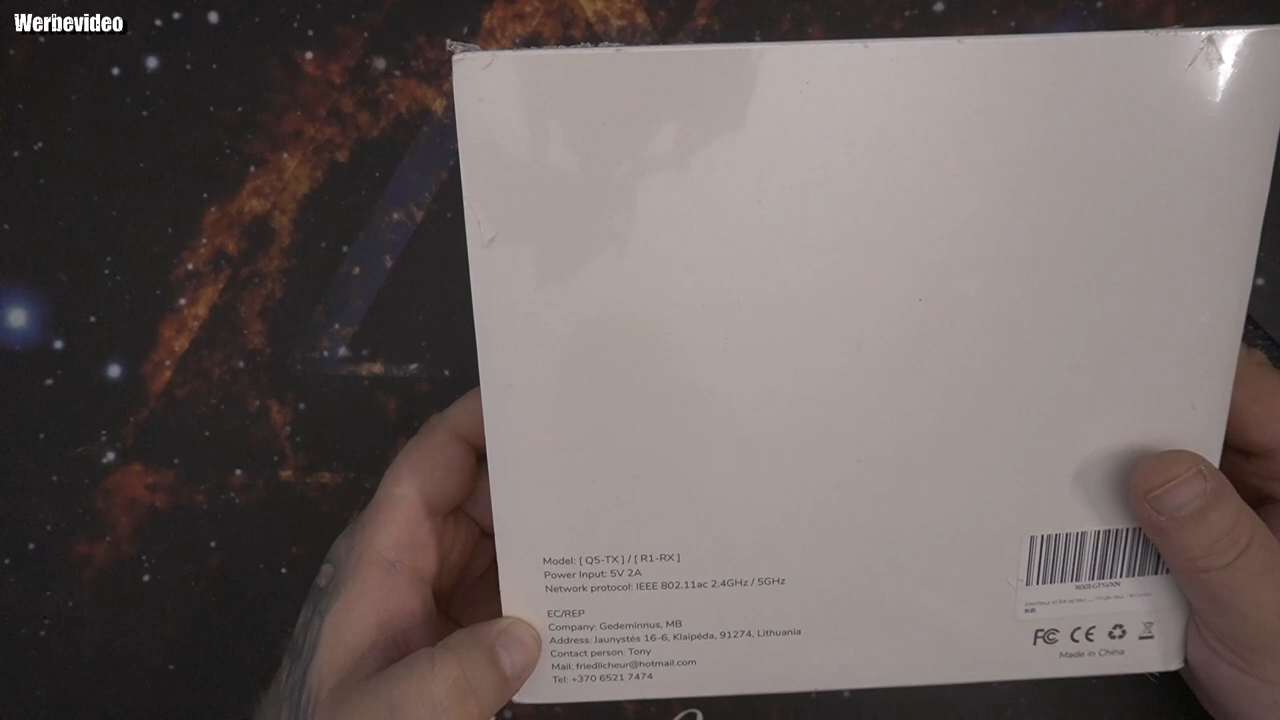 Werbevideo
Model: [ Q5-TX ] / [ R1-RX ]
Power Input: 5V 2A
Network protocol: IEEE 802.11ac 2.4GHz / 5GHz
EC/REP
Company: Gedeminnus, MB
Address: Jaunystės 16-6, Klaipėda, 91274, Lithuania
Contact person: Tony
Mail: friedlicheur@hotmail.com
Tel: +370 6521 7474
FC CE
Made in China